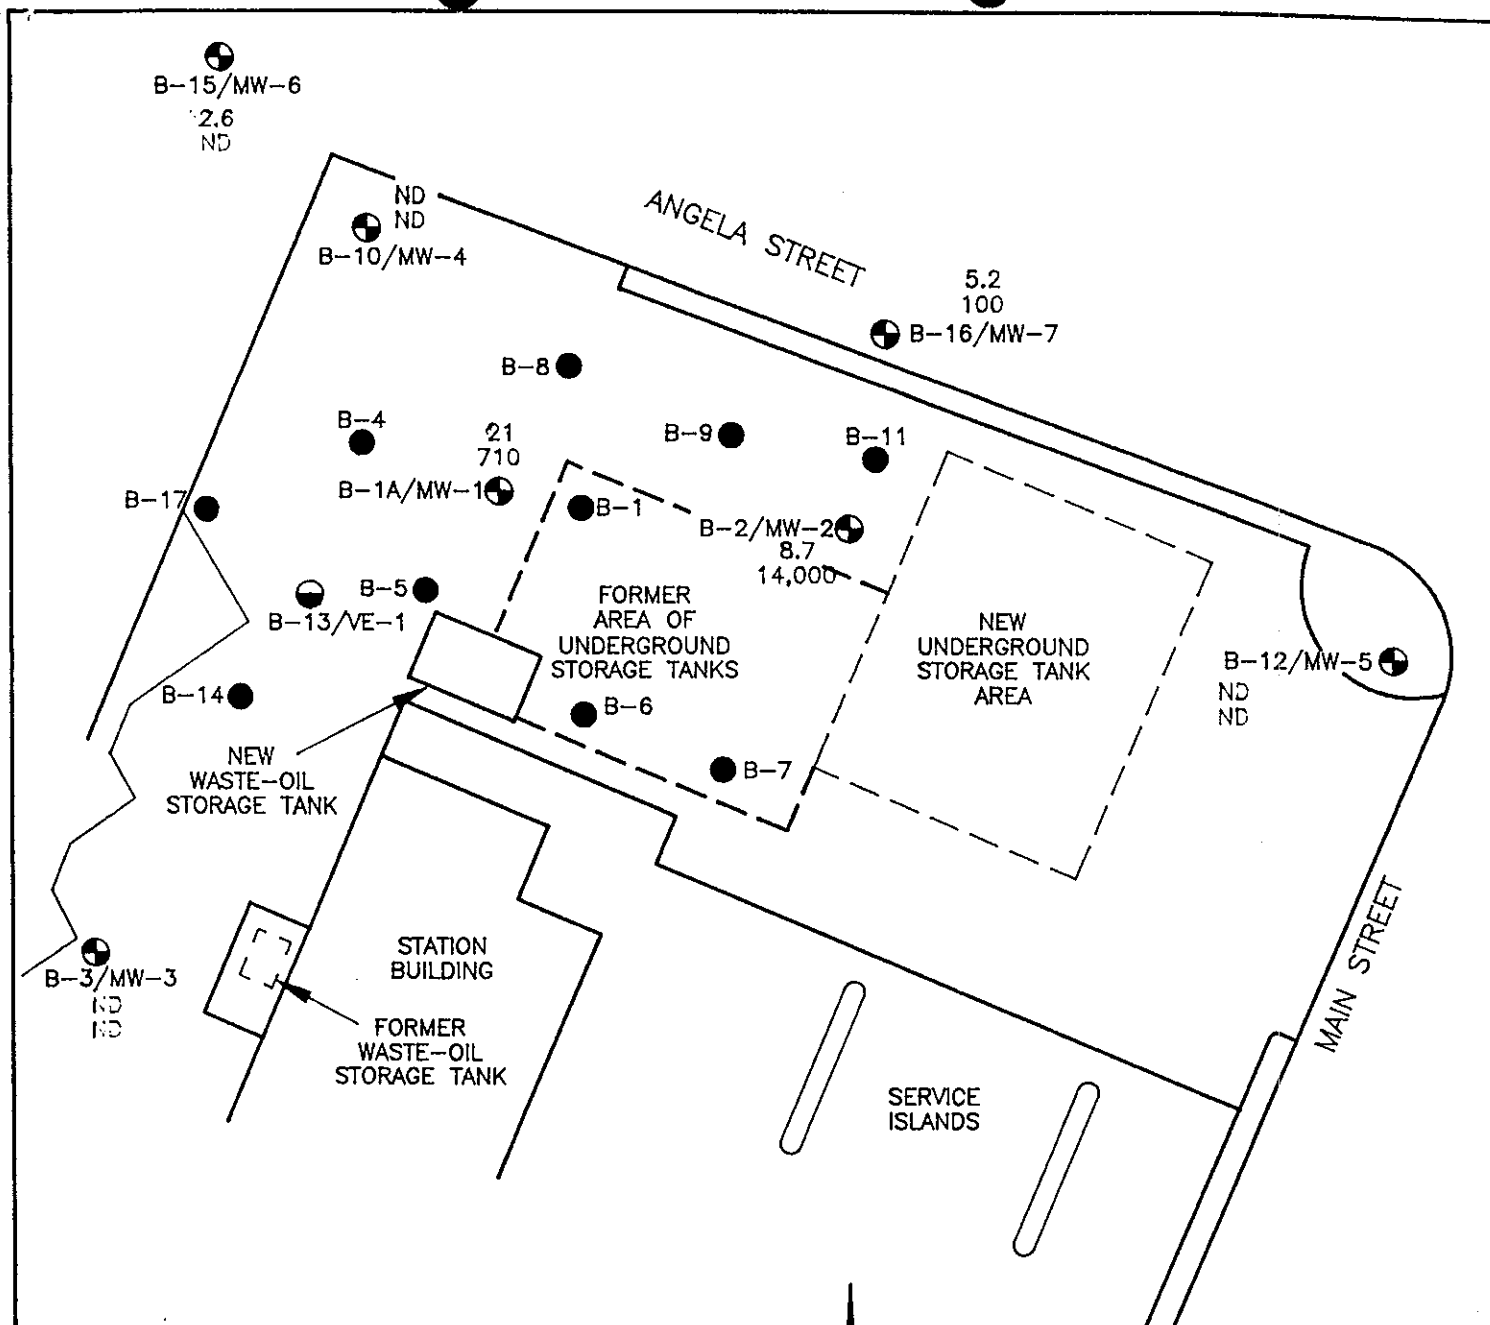 B-15/MW-6
2.6
ND
ND
ND
B-10/MW-4
ANGELA STREET
5.2
100
B-16/MW-7
B-8
B-4
21
710
B-9
B-11
B-1A/MW-1
B-17
B-1
B-2/MW-2
8.7
14,000
B-5
B-13/VE-1
FORMER
AREA OF
UNDERGROUND
STORAGE TANKS
NEW
UNDERGROUND
STORAGE TANK
AREA
B-12/MW-5
ND
ND
B-14
B-6
B-7
NEW
WASTE-OIL
STORAGE TANK
STATION
BUILDING
B-3/MW-3
ND
ND
FORMER
WASTE-OIL
STORAGE TANK
MAIN STREET
SERVICE
ISLANDS